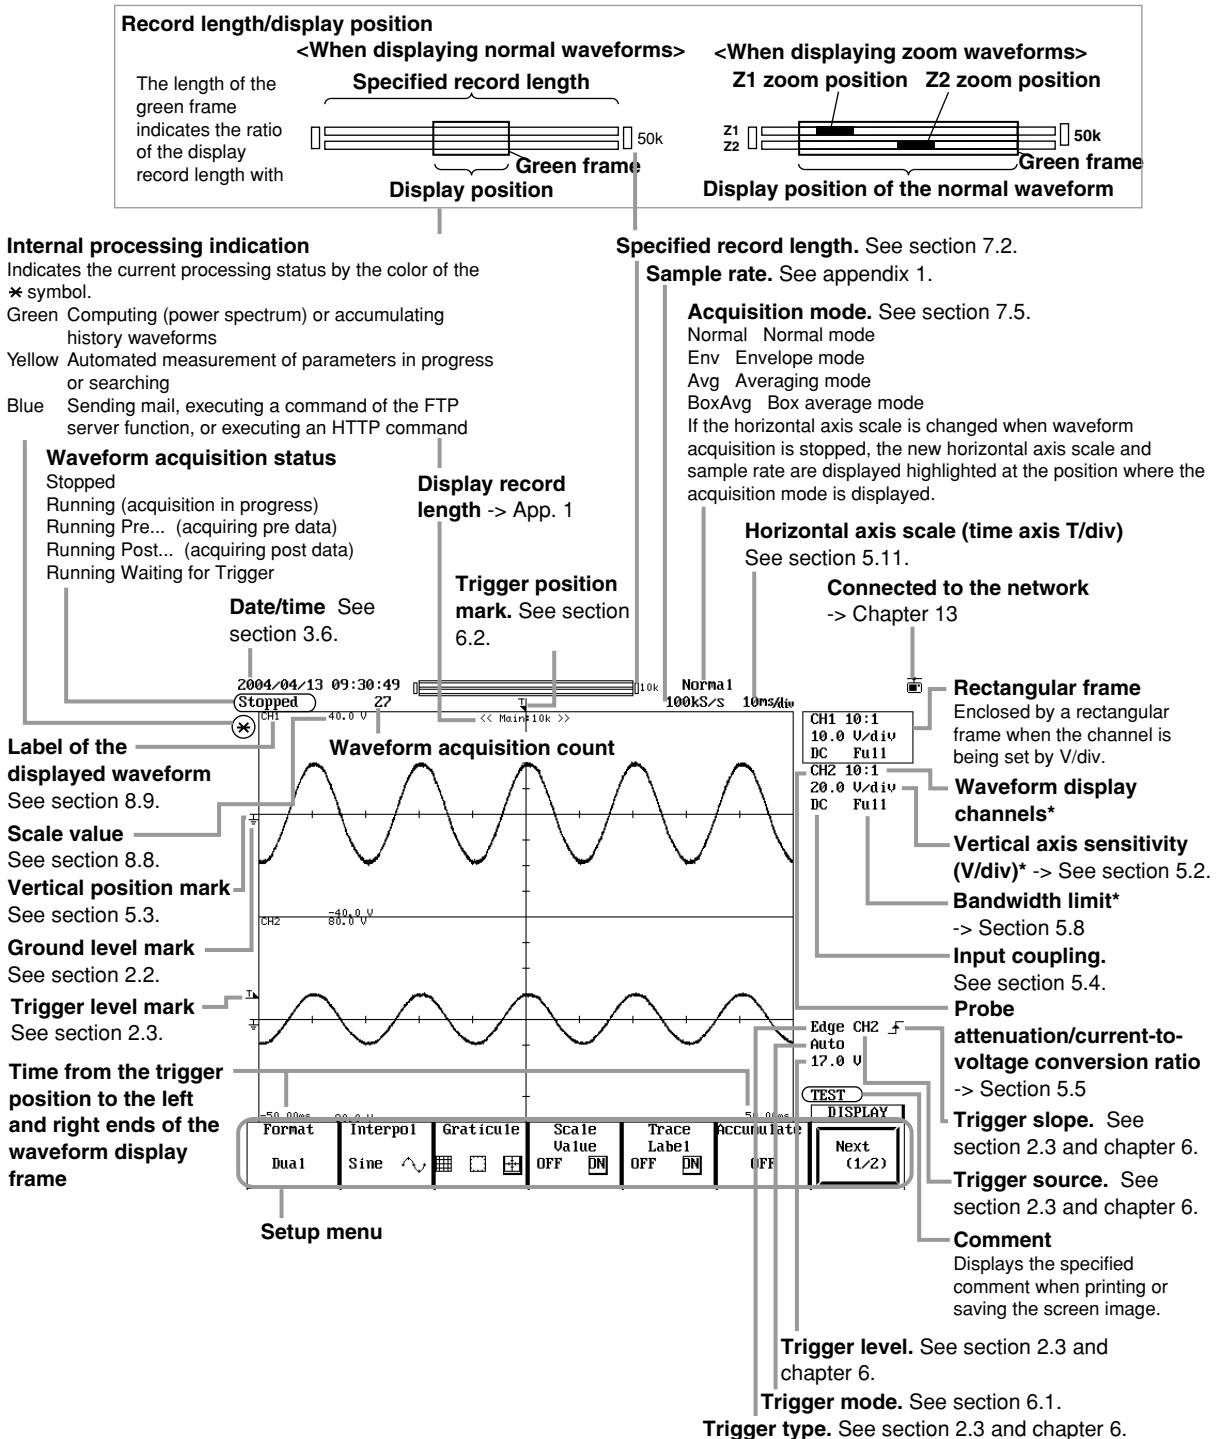 Record length/display position
<When displaying normal waveforms>
<When displaying zoom waveforms>
The length of the
green frame
indicates the ratio
of the display
record length with
Specified record length
50k
Green frame
Display position
Z1 zoom position
Z2 zoom position
Z1
Z2
50k
Green frame
Display position of the normal waveform
Internal processing indication
Indicates the current processing status by the color of the
* symbol.
Green Computing (power spectrum) or accumulating
history waveforms
Yellow Automated measurement of parameters in progress
or searching
Blue Sending mail, executing a command of the FTP
server function, or executing an HTTP command
Waveform acquisition status
Stopped
Running (acquisition in progress)
Running Pre... (acquiring pre data)
Running Post... (acquiring post data)
Running Waiting for Trigger
Display record
length -> App. 1
Specified record length. See section 7.2.
Sample rate. See appendix 1.
Acquisition mode. See section 7.5.
Normal Normal mode
Env Envelope mode
Avg Averaging mode
BoxAvg Box average mode
If the horizontal axis scale is changed when waveform
acquisition is stopped, the new horizontal axis scale and
sample rate are displayed highlighted at the position where the
acquisition mode is displayed.
Horizontal axis scale (time axis T/div)
See section 5.11.
Connected to the network
-> Chapter 13
Date/time See
section 3.6.
Trigger position
mark. See section
6.2.
2004/04/13 09:30:49
10k
Normal
Stopped
27
T
100kS/s 10ms/div
*
CH1
40.0 V
<< Main:10k >>
Waveform acquisition count
CH1 10:1
10.0 V/div
DC Full
CH2 10:1
20.0 V/div
DC Full
Label of the
displayed waveform
See section 8.9.
Scale value
See section 8.8.
Vertical position mark
See section 5.3.
Ground level mark
See section 2.2.
Trigger level mark
See section 2.3.
Time from the trigger
position to the left
and right ends of the
waveform display
frame
-40.0 V
CH2
80.0 V
T
Edge CH2
Auto
17.0 V
TEST
DISPLAY
-50.00ms
-80.0 V
50.00ms
Format
Dual
Interpol
Sine
Graticule
Scale
Value
OFF ON
Trace
Label
OFF ON
Accumulate
OFF
Next
(1/2)
Setup menu
Rectangular frame
Enclosed by a rectangular
frame when the channel is
being set by V/div.
Waveform display
channels*
Vertical axis sensitivity
(V/div)* -> See section 5.2.
Bandwidth limit*
-> Section 5.8
Input coupling.
See section 5.4.
Probe
attenuation/current-to-
voltage conversion ratio
-> Section 5.5
Trigger slope. See
section 2.3 and chapter 6.
Trigger source. See
section 2.3 and chapter 6.
Comment
Displays the specified
comment when printing or
saving the screen image.
Trigger level. See section 2.3 and
chapter 6.
Trigger mode. See section 6.1.
Trigger type. See section 2.3 and chapter 6.